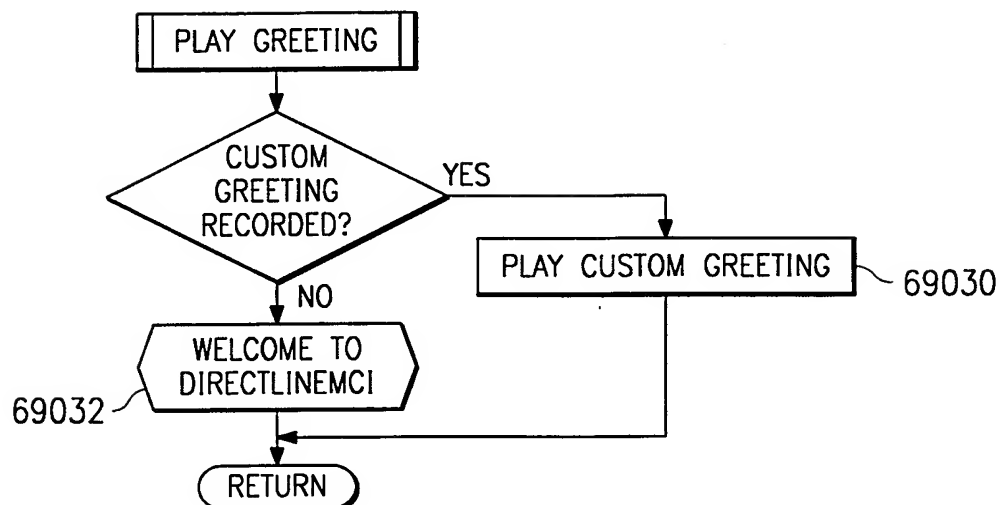 PLAY GREETING
CUSTOM
GREETING
RECORDED?
YES
PLAY CUSTOM GREETING
69030
NO
WELCOME TO
DIRECTLINEMCI
69032
RETURN